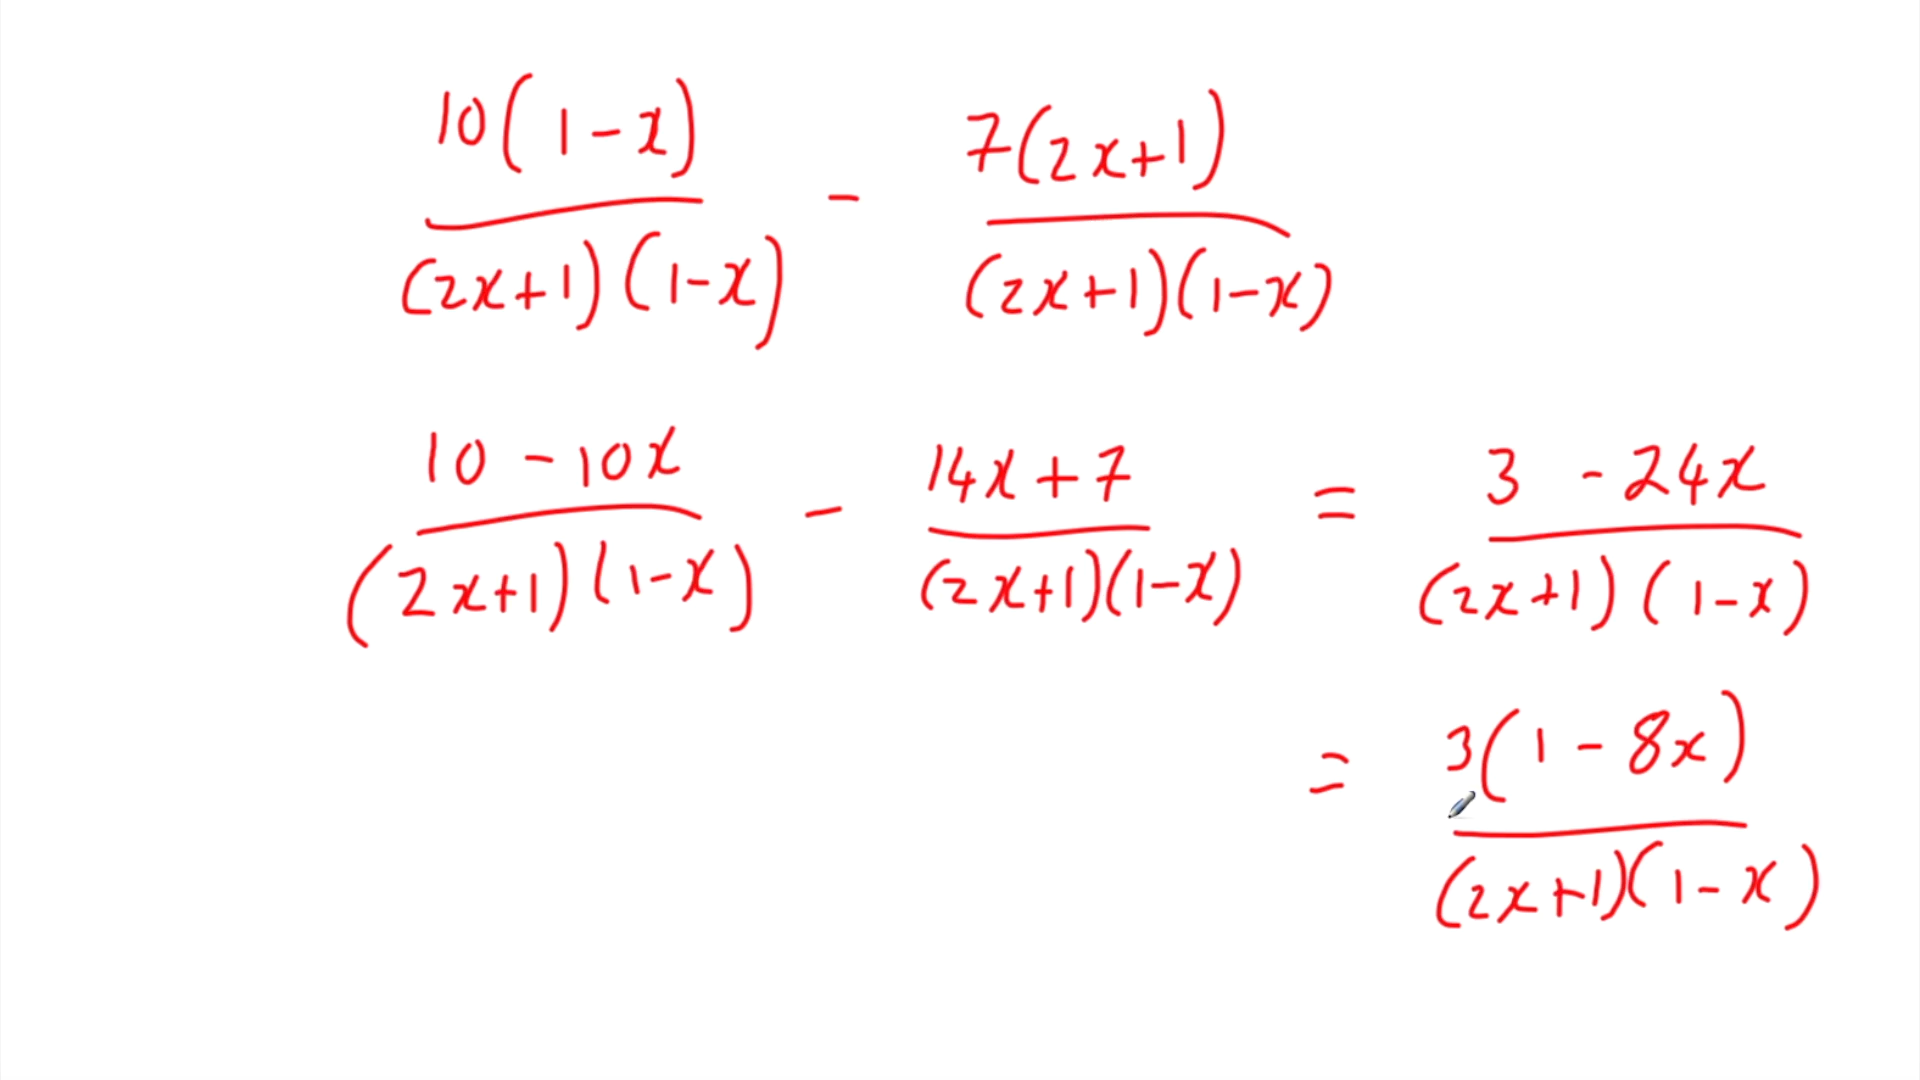 10(1-x) - 7(2x+1)
(2x+1)(1-x) (2x+1)(1-x)
10 - 10x - 14x + 7 = 3 - 24x
(2x+1)(1-x) (2x+1)(1-x) (2x+1)(1-x)
= 3(1 - 8x)
(2x+1)(1-x)